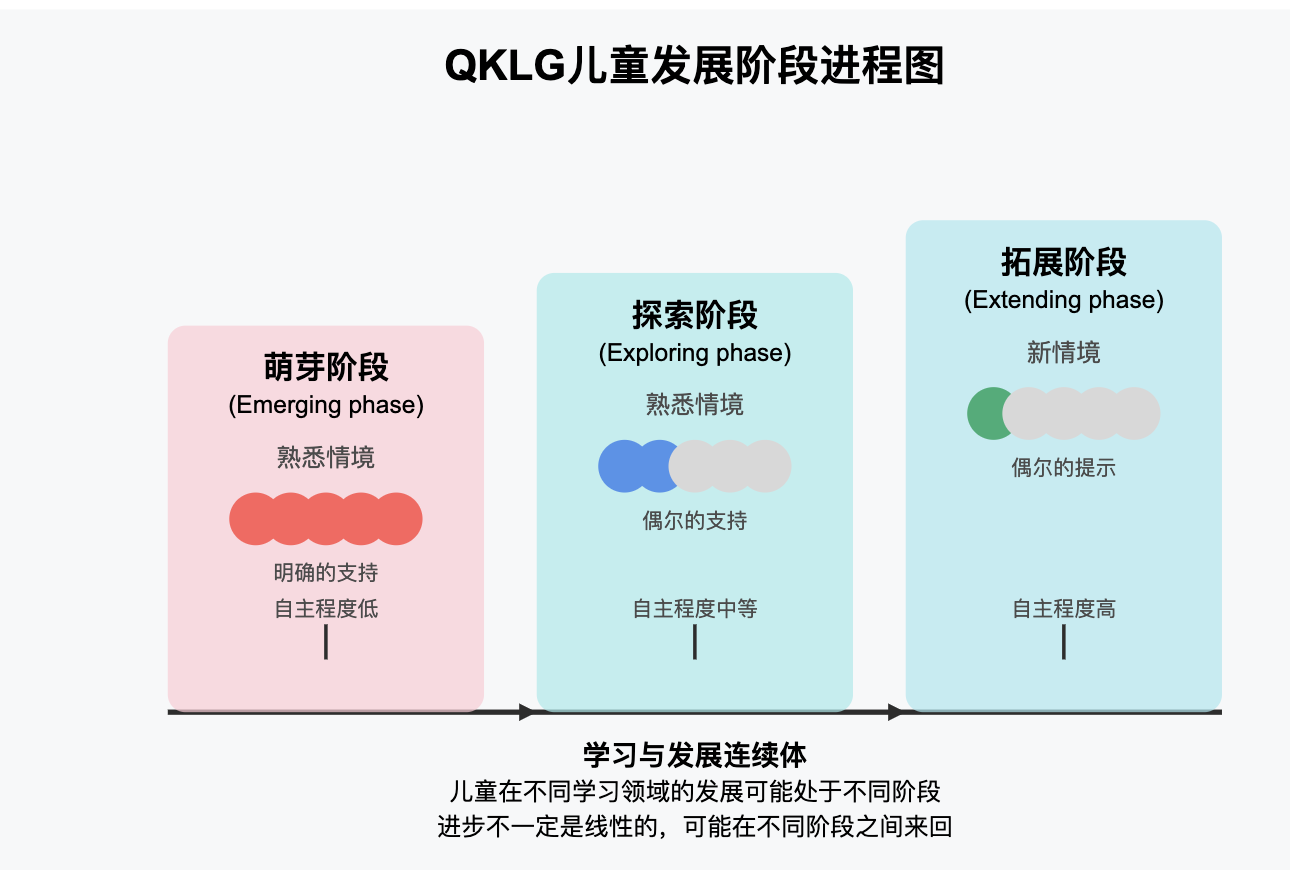 QKLG儿童发展阶段进程图
萌芽阶段
(Emerging phase)
熟悉情境
明确的支持
自主程度低
探索阶段
(Exploring phase)
熟悉情境
偶尔的支持
自主程度中等
拓展阶段
(Extending phase)
新情境
偶尔的提示
自主程度高
学习与发展连续体
儿童在不同学习领域的发展可能处于不同阶段
进步不一定是线性的，可能在不同阶段之间来回